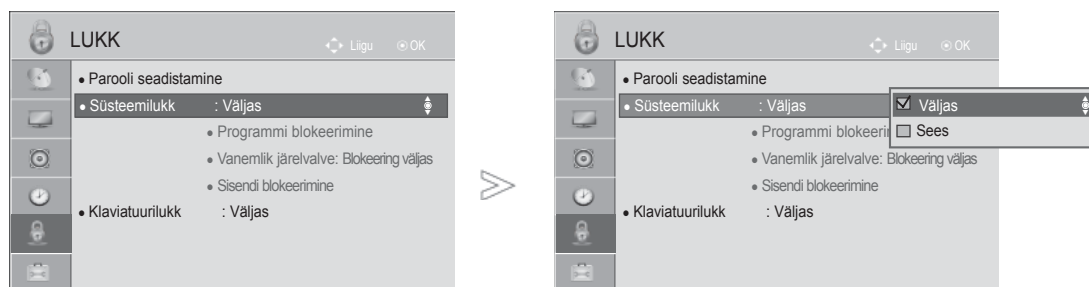 LUKK
Liigu OK
● Parooli seadistamine
● Süsteemilukk : Väljas
● Programmi blokeerimine
● Vanemlik järelvalve: Blokeering väljas
● Sisendi blokeerimine
● Klaviatuurilukk : Väljas
>>
LUKK
Liigu OK
● Parooli seadistamine
● Süsteemilukk : Väljas
Väljas
Sees
● Programmi blokeeri
● Vanemlik järelvalve: Blokeering väljas
● Sisendi blokeerimine
● Klaviatuurilukk : Väljas